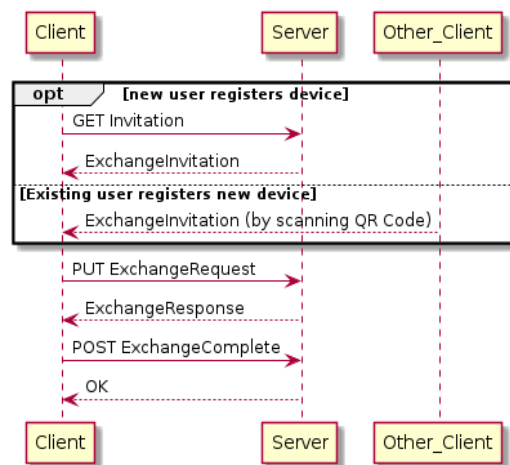 Client Server Other_Client
opt [new user registers device]
GET Invitation
ExchangeInvitation
[Existing user registers new device]
ExchangeInvitation (by scanning QR Code)
PUT ExchangeRequest
ExchangeResponse
POST ExchangeComplete
OK
Client Server Other_Client